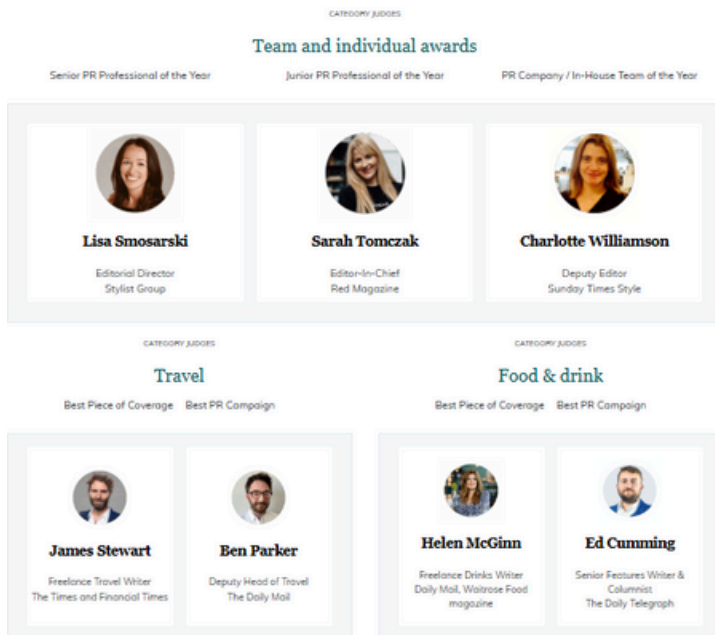 CATEGORY JUDGES
Team and individual awards
Senior PR Professional of the Year
Junior PR Professional of the Year
PR Company / In-House Team of the Year
Lisa Smosarski
Editorial Director
Stylist Group
Sarah Tomczak
Editor-In-Chief
Red Magazine
Charlotte Williamson
Deputy Editor
Sunday Times Style
CATEGORY JUDGES
Travel
Best Piece of Coverage Best PR Campaign
James Stewart
Freelance Travel Writer
The Times and Financial Times
Ben Parker
Deputy Head of Travel
The Daily Mail
CATEGORY JUDGES
Food & drink
Best Piece of Coverage Best PR Campaign
Helen McGinn
Freelance Drinks Writer
Daily Mail, Waitrose Food
magazine
Ed Cumming
Senior Features Writer &
Columnist
The Daily Telegraph